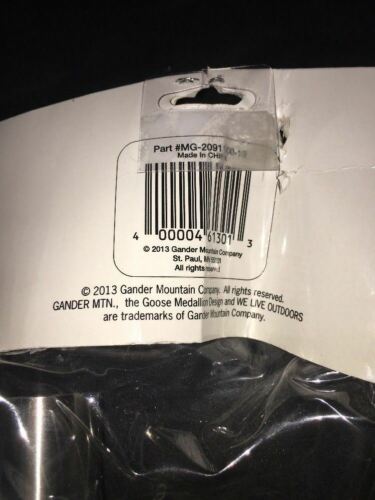 Part #MG-2091
Made in CHINA
4 00004 61301 3
© 2013 Gander Mountain Company
St. Paul, MN 55101
All rights reserved
© 2013 Gander Mountain Company. All rights reserved.
GANDER MTN., the Goose Medallion Design and WE LIVE OUTDOORS
are trademarks of Gander Mountain Company.